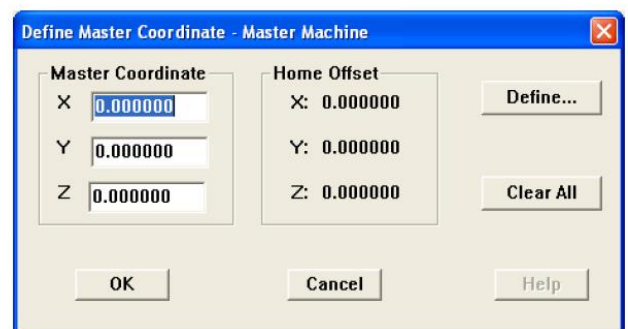 Define Master Coordinate - Master Machine
Master Coordinate
X 0.000000
Y 0.000000
Z 0.000000
Home Offset
X: 0.000000
Y: 0.000000
Z: 0.000000
Define...
Clear All
OK
Cancel
Help